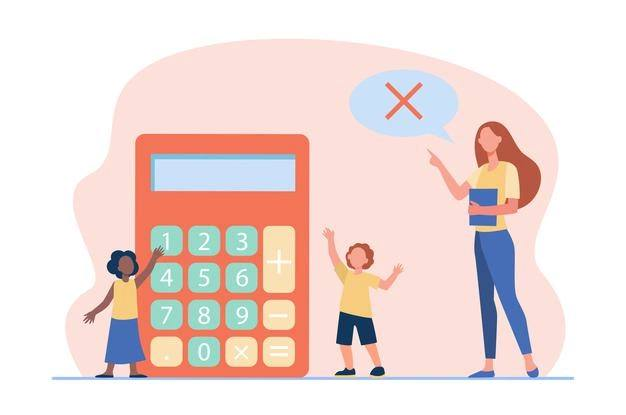 1 2 3 +
4 5 6
7 8 9 −
. 0 × =